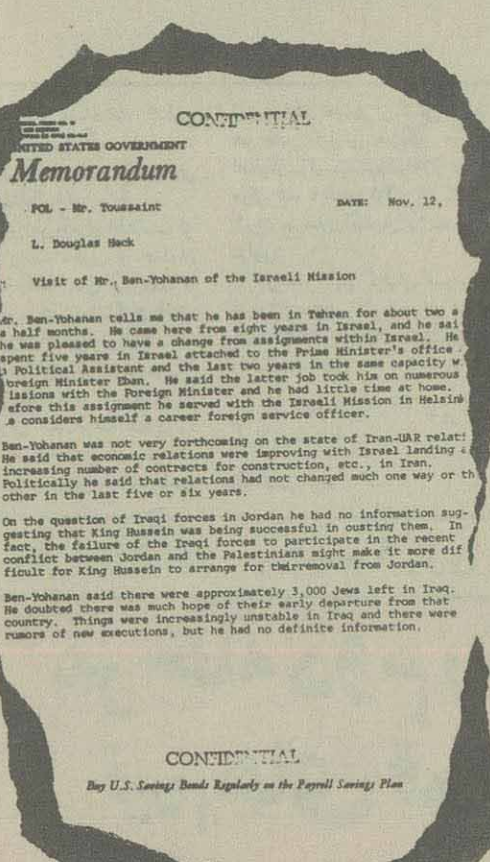 CONFIDENTIAL
UNITED STATES GOVERNMENT
Memorandum
POL - Mr. Toussaint
DATE: Nov. 12,
L. Douglas Heck
Visit of Mr. Ben-Yohanan of the Israeli Mission
Mr. Ben-Yohanan tells me that he has been in Tehran for about two a
a half months. He came here from eight years in Israel, and he sai
he was pleased to have a change from assignments within Israel. He
spent five years in Israel attached to the Prime Minister's office
a Political Assistant and the last two years in the same capacity w
oreign Minister Eban. He said the latter job took him on numerous
issions with the Foreign Minister and he had little time at home.
efore this assignment he served with the Israeli Mission in Helsink
e considers himself a career foreign service officer.
Ben-Yohanan was not very forthcoming on the state of Iran-UAR relati
He said that economic relations were improving with Israel landing a
increasing number of contracts for construction, etc., in Iran.
Politically he said that relations had not changed much one way or th
other in the last five or six years.
On the question of Iraqi forces in Jordan he had no information sug-
gesting that King Hussein was being successful in ousting them. In
fact, the failure of the Iraqi forces to participate in the recent
conflict between Jordan and the Palestinians might make it more dif
ficult for King Hussein to arrange for theirremoval from Jordan.
Ben-Yohanan said there were approximately 3,000 Jews left in Iraq.
He doubted there was much hope of their early departure from that
country. Things were increasingly unstable in Iraq and there were
rumors of new executions, but he had no definite information.
CONFIDENTIAL
Buy U.S. Savings Bonds Regularly on the Payroll Savings Plan